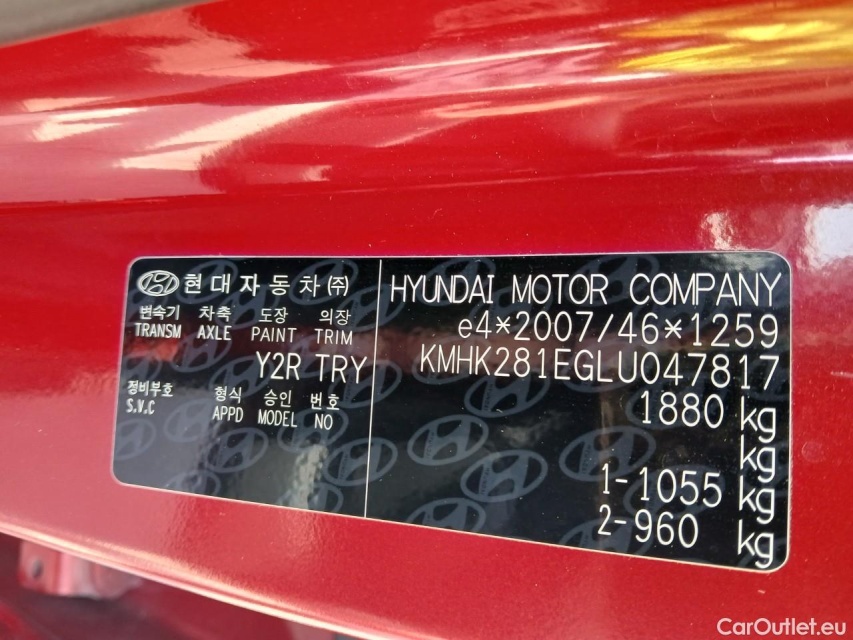 현대자동차㈜
변속기 차축 도장 의장
TRANSM AXLE PAINT TRIM
Y2R TRY
정비부호 형식 승인 번호
S.V.C APPD MODEL NO
HYUNDAI MOTOR COMPANY
e4*2007/46*1259
KMHK281EGLU047817
1880 kg
kg
1-1055 kg
2-960 kg
CarOutlet.eu